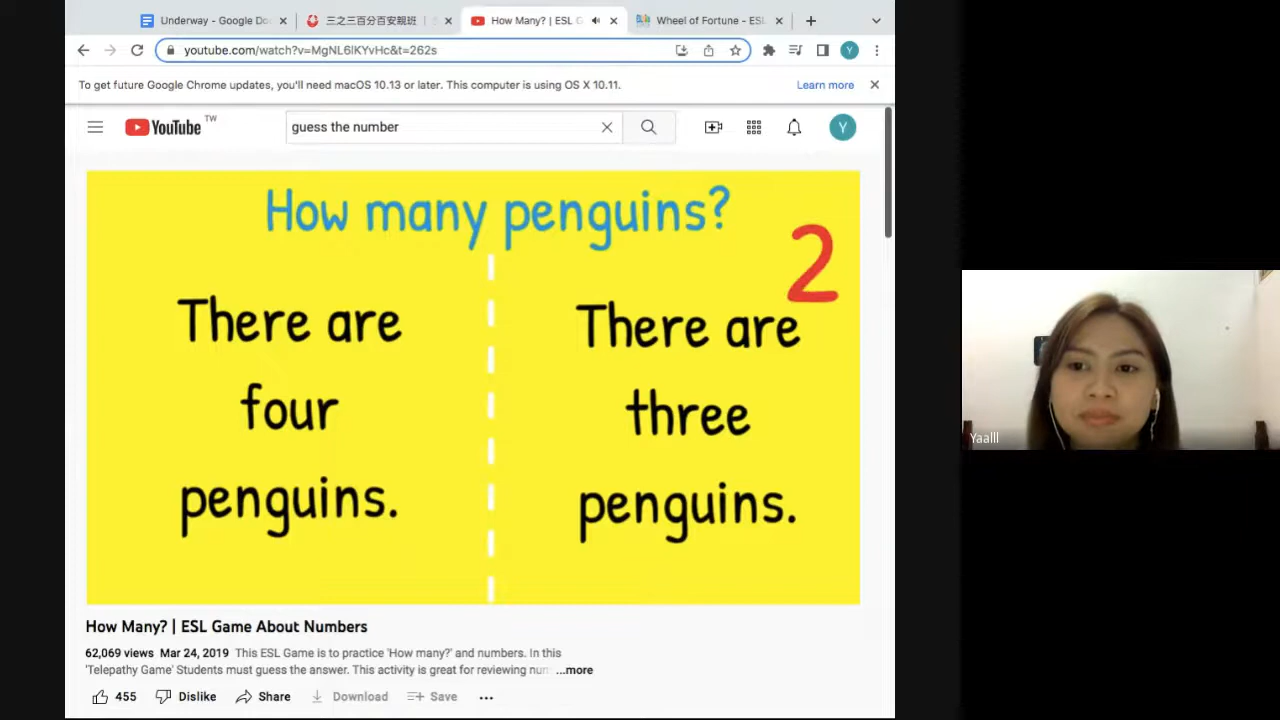 Underway - Google Do
三之三百分百安親班
How Many? | ESL G
Wheel of Fortune - ESL
youtube.com/watch?v=MgNL6lKYvHc&t=262s
To get future Google Chrome updates, you'll need macOS 10.13 or later. This computer is using OS X 10.11.
Learn more
YouTube TW
guess the number
Y
Y
How many penguins?
2
There are
four
penguins.
There are
three
penguins.
Yaalll
How Many? | ESL Game About Numbers
62,069 views Mar 24, 2019 This ESL Game is to practice 'How many?' and numbers. In this
'Telepathy Game' Students must guess the answer. This activity is great for reviewing num ...more
455 Dislike Share Download Save